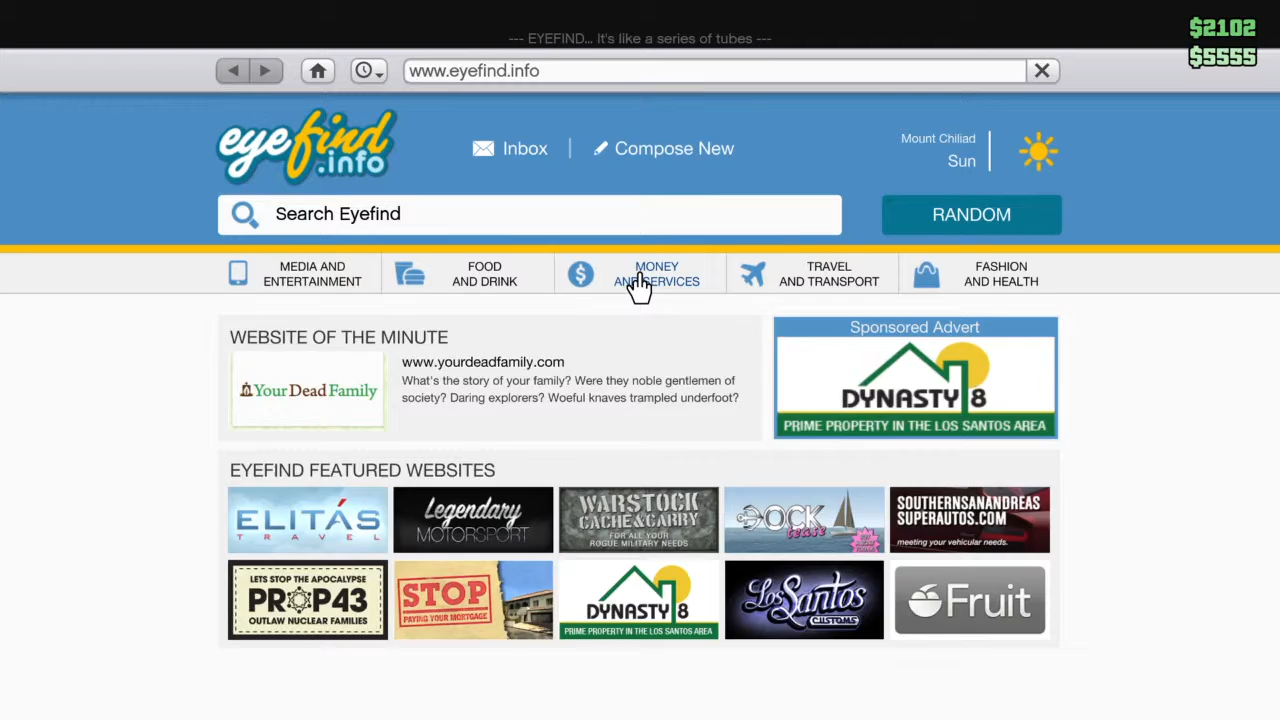 --- EYEFIND... It's like a series of tubes ---
$2102
$5555
www.eyefind.info
eyefind
.info
Inbox
Compose New
Mount Chiliad
Sun
Search Eyefind
RANDOM
MEDIA AND
ENTERTAINMENT
FOOD
AND DRINK
MONEY
AND SERVICES
TRAVEL
AND TRANSPORT
FASHION
AND HEALTH
WEBSITE OF THE MINUTE
Your Dead Family
www.yourdeadfamily.com
What's the story of your family? Were they noble gentlemen of
society? Daring explorers? Woeful knaves trampled underfoot?
Sponsored Advert
DYNASTY 8
PRIME PROPERTY IN THE LOS SANTOS AREA
EYEFIND FEATURED WEBSITES
ELITÁS
TRAVEL
Legendary
MOTORSPORT
WARSTOCK
CACHE&CARRY
FOR ALL YOUR
ROGUE MILITARY NEEDS
DOCK
tease
SOUTHERNSANANDREAS
SUPERAUTOS.COM
meeting your vehicular needs.
LETS STOP THE APOCALYPSE
PROP43
OUTLAW NUCLEAR FAMILIES
STOP
PAYING YOUR MORTGAGE
DYNASTY 8
PRIME PROPERTY IN THE LOS SANTOS AREA
Los Santos
CUSTOMS
Fruit